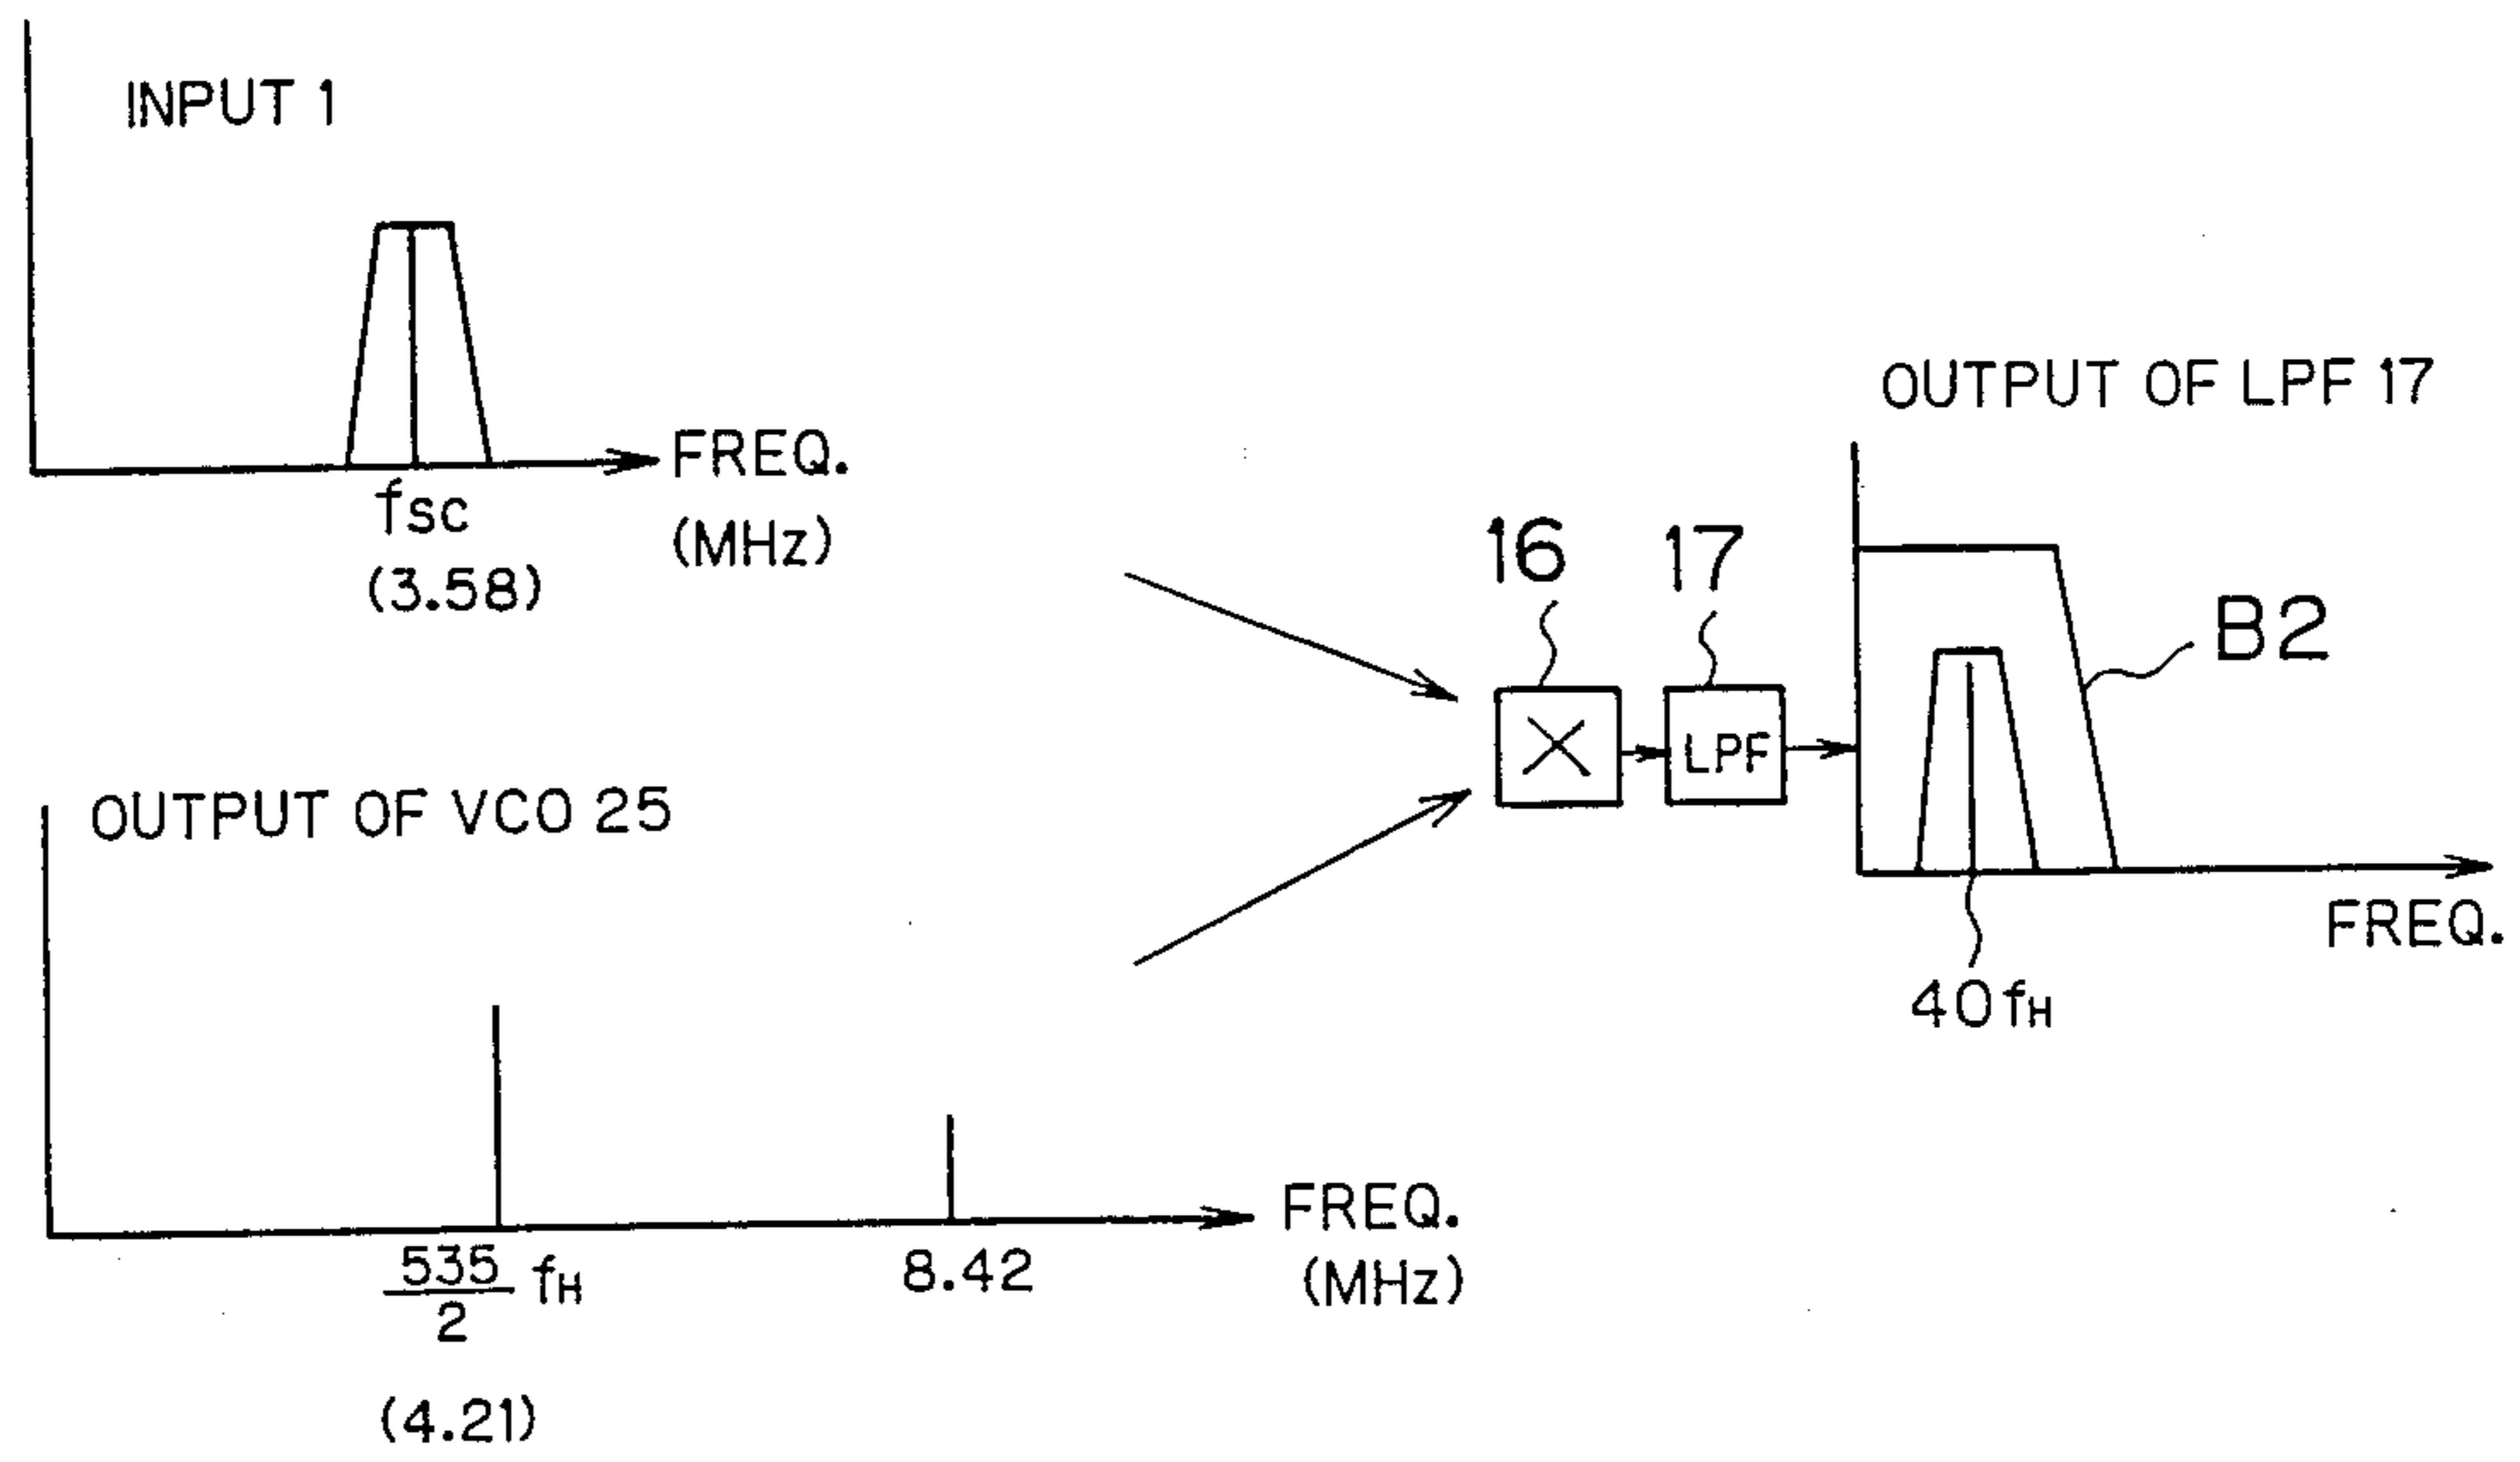 INPUT 1
FREQ.
(MHz)
fsc
(3.58)
OUTPUT OF VCO 25
FREQ.
(MHz)
535
2
fH
(4.21)
8.42
16
17
X
LPF
OUTPUT OF LPF 17
B2
FREQ.
40fH